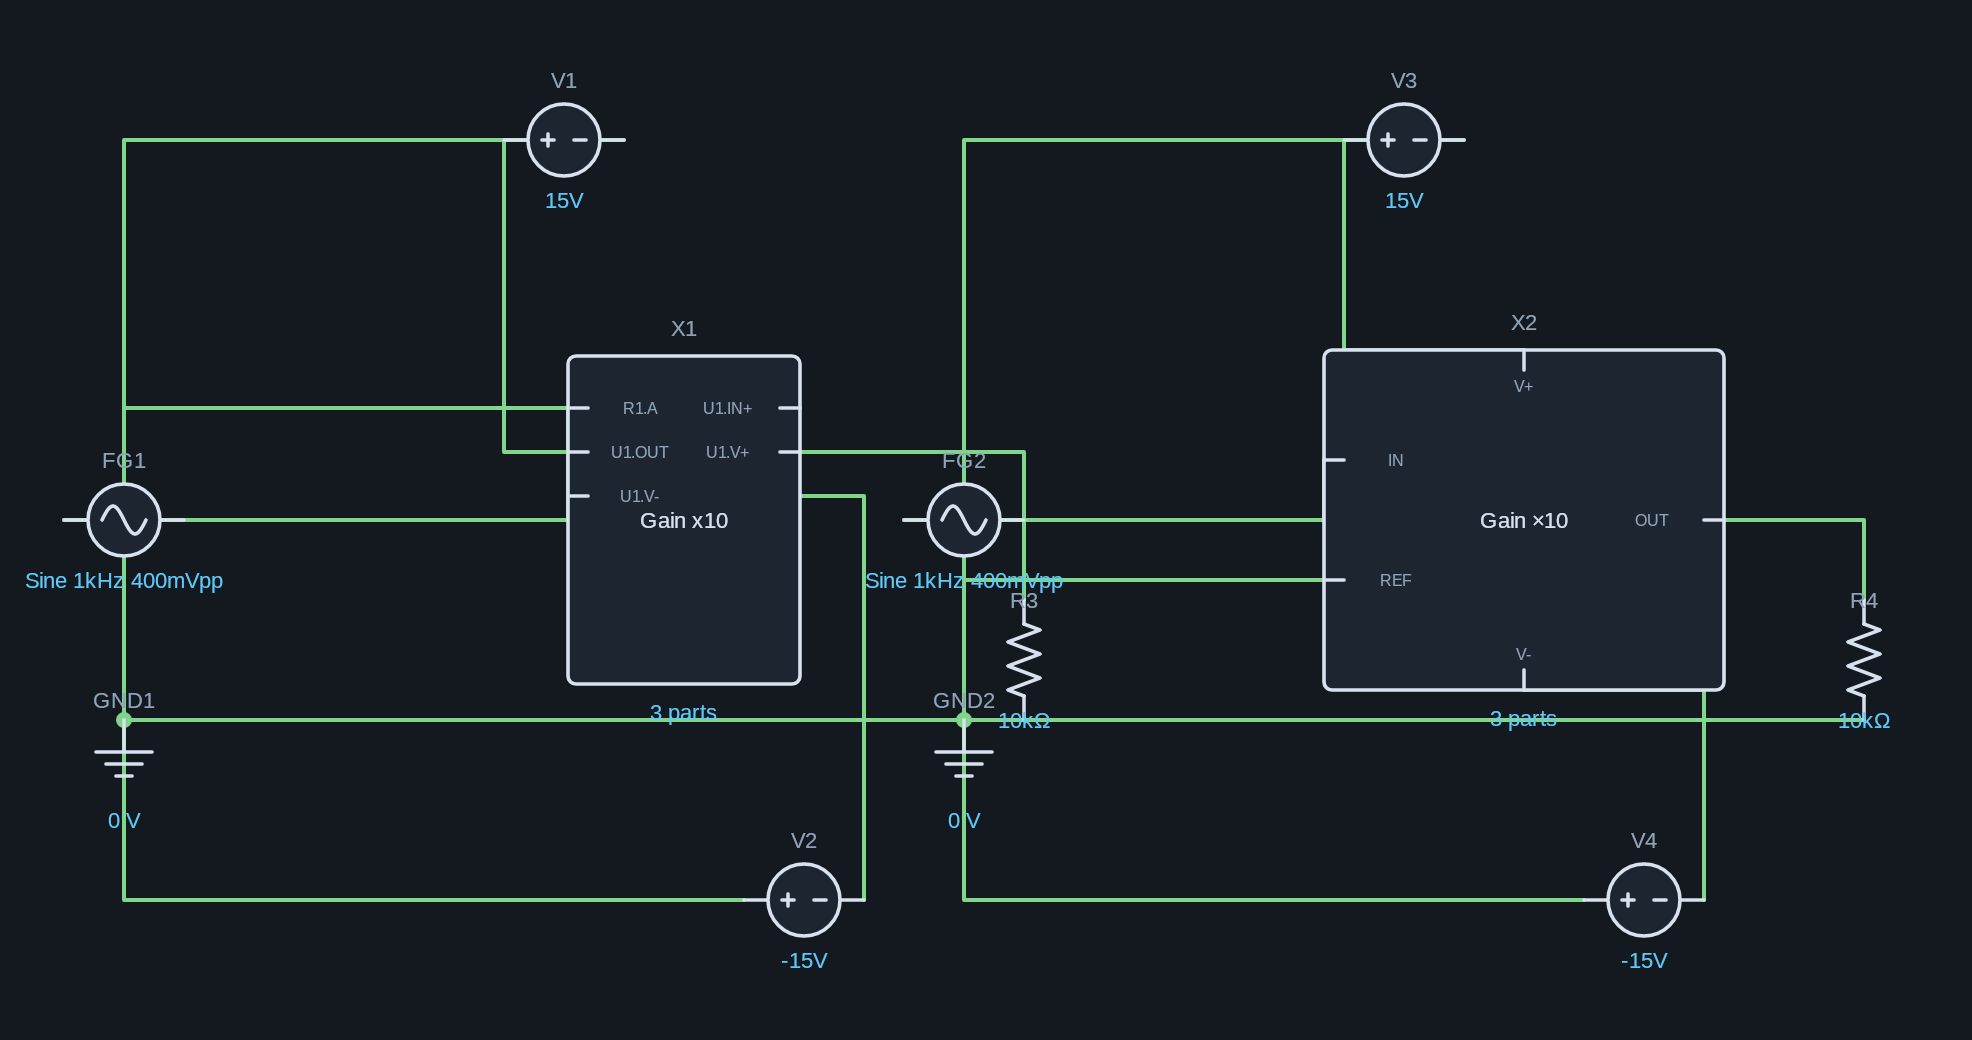 V1
15V
V3
15V
X1
R1.A
U1.IN+
U1.OUT
U1.V+
U1.V-
Gain x10
3 parts
X2
V+
IN
Gain ×10
OUT
REF
V-
3 parts
FG1
Sine 1kHz 400mVpp
FG2
Sine 1kHz 400mVpp
R3
10kΩ
R4
10kΩ
GND1
0 V
GND2
0 V
V2
-15V
V4
-15V